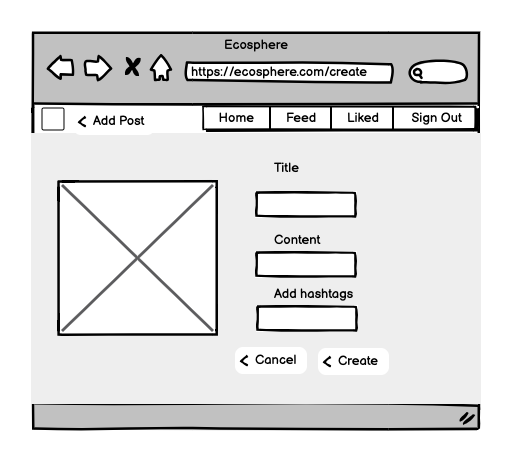 Ecosphere
https://ecosphere.com/create
Add Post
Home
Feed
Liked
Sign Out
Title
Content
Add hashtags
Cancel
Create